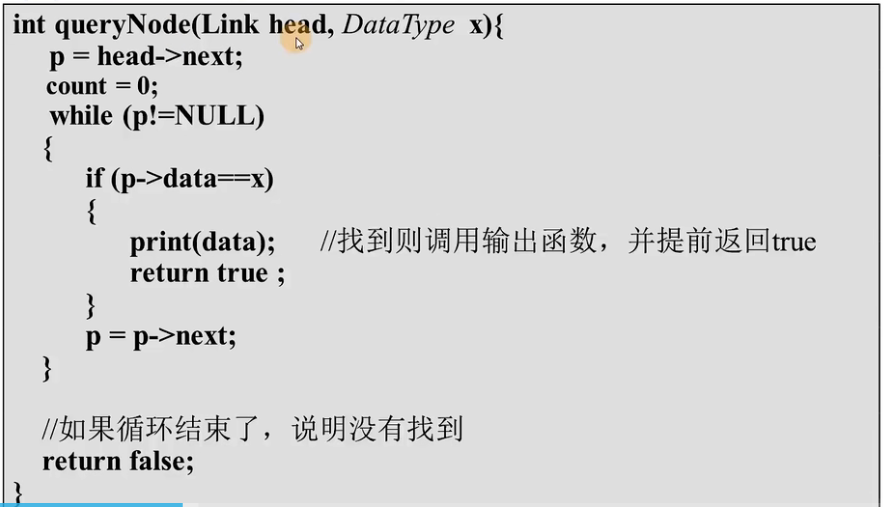 int queryNode(Link head, DataType x){
p = head->next;
count = 0;
while (p!=NULL)
{
if (p->data==x)
{
print(data); //找到则调用输出函数，并提前返回true
return true ;
}
p = p->next;
}
//如果循环结束了，说明没有找到
return false;
}